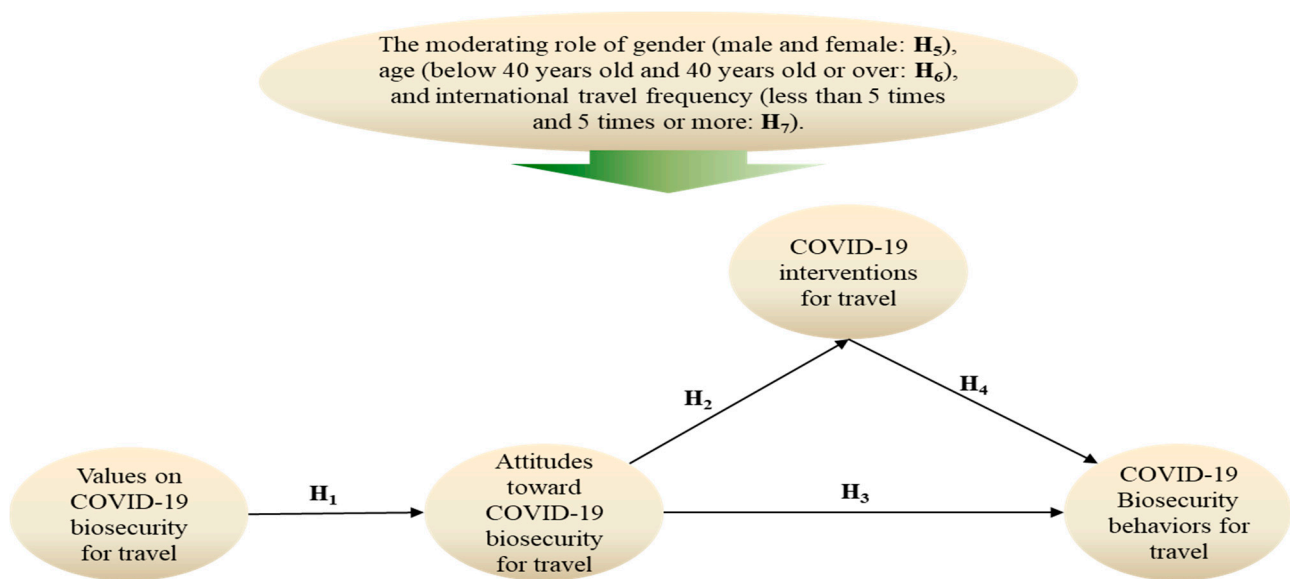 The moderating role of gender (male and female: H₅),
age (below 40 years old and 40 years old or over: H₆),
and international travel frequency (less than 5 times
and 5 times or more: H₇).
COVID-19
interventions
for travel
H₂
H₄
Values on
COVID-19
biosecurity
for travel
H₁
Attitudes
toward
COVID-19
biosecurity
for travel
H₃
COVID-19
Biosecurity
behaviors for
travel